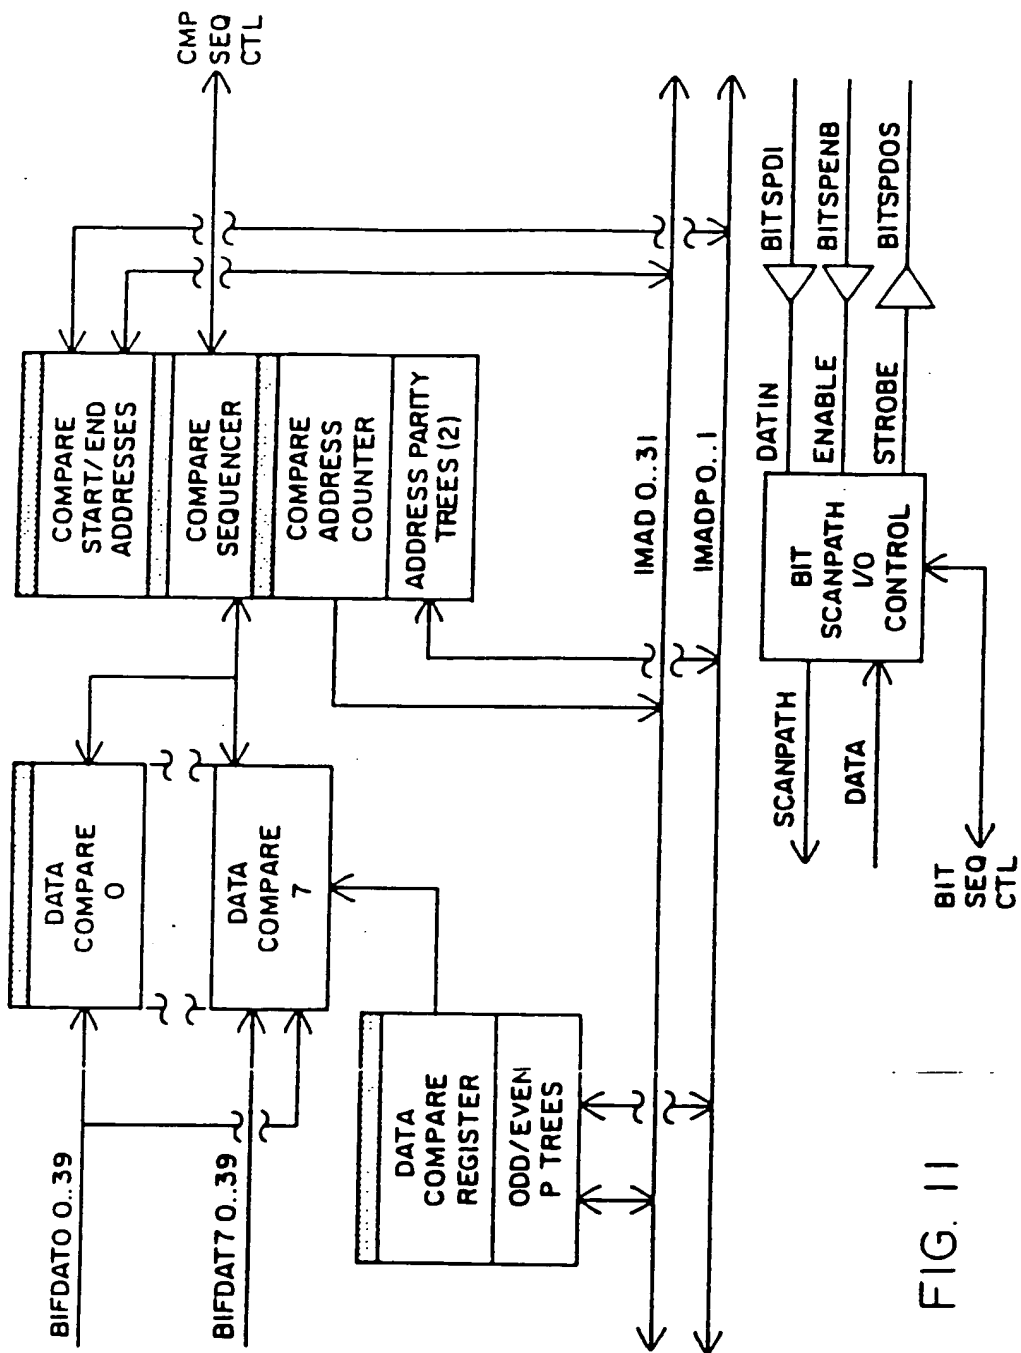 BIFDAT0 0..39
BIFDAT7 0..39
DATA
COMPARE
0
DATA
COMPARE
7
DATA
COMPARE
REGISTER
ODD/EVEN
P TREES
COMPARE
START/END
ADDRESSES
COMPARE
SEQUENCER
COMPARE
ADDRESS
COUNTER
ADDRESS PARITY
TREES (2)
CMP
SEQ
CTL
IMAD 0..31
IMADP 0..1
SCANPATH
DATA
BIT
SCANPATH
I/O
CONTROL
DATIN
ENABLE
STROBE
BITSPDI
BITSPENB
BITSPDOS
BIT
SEQ
CTL
FIG. 11